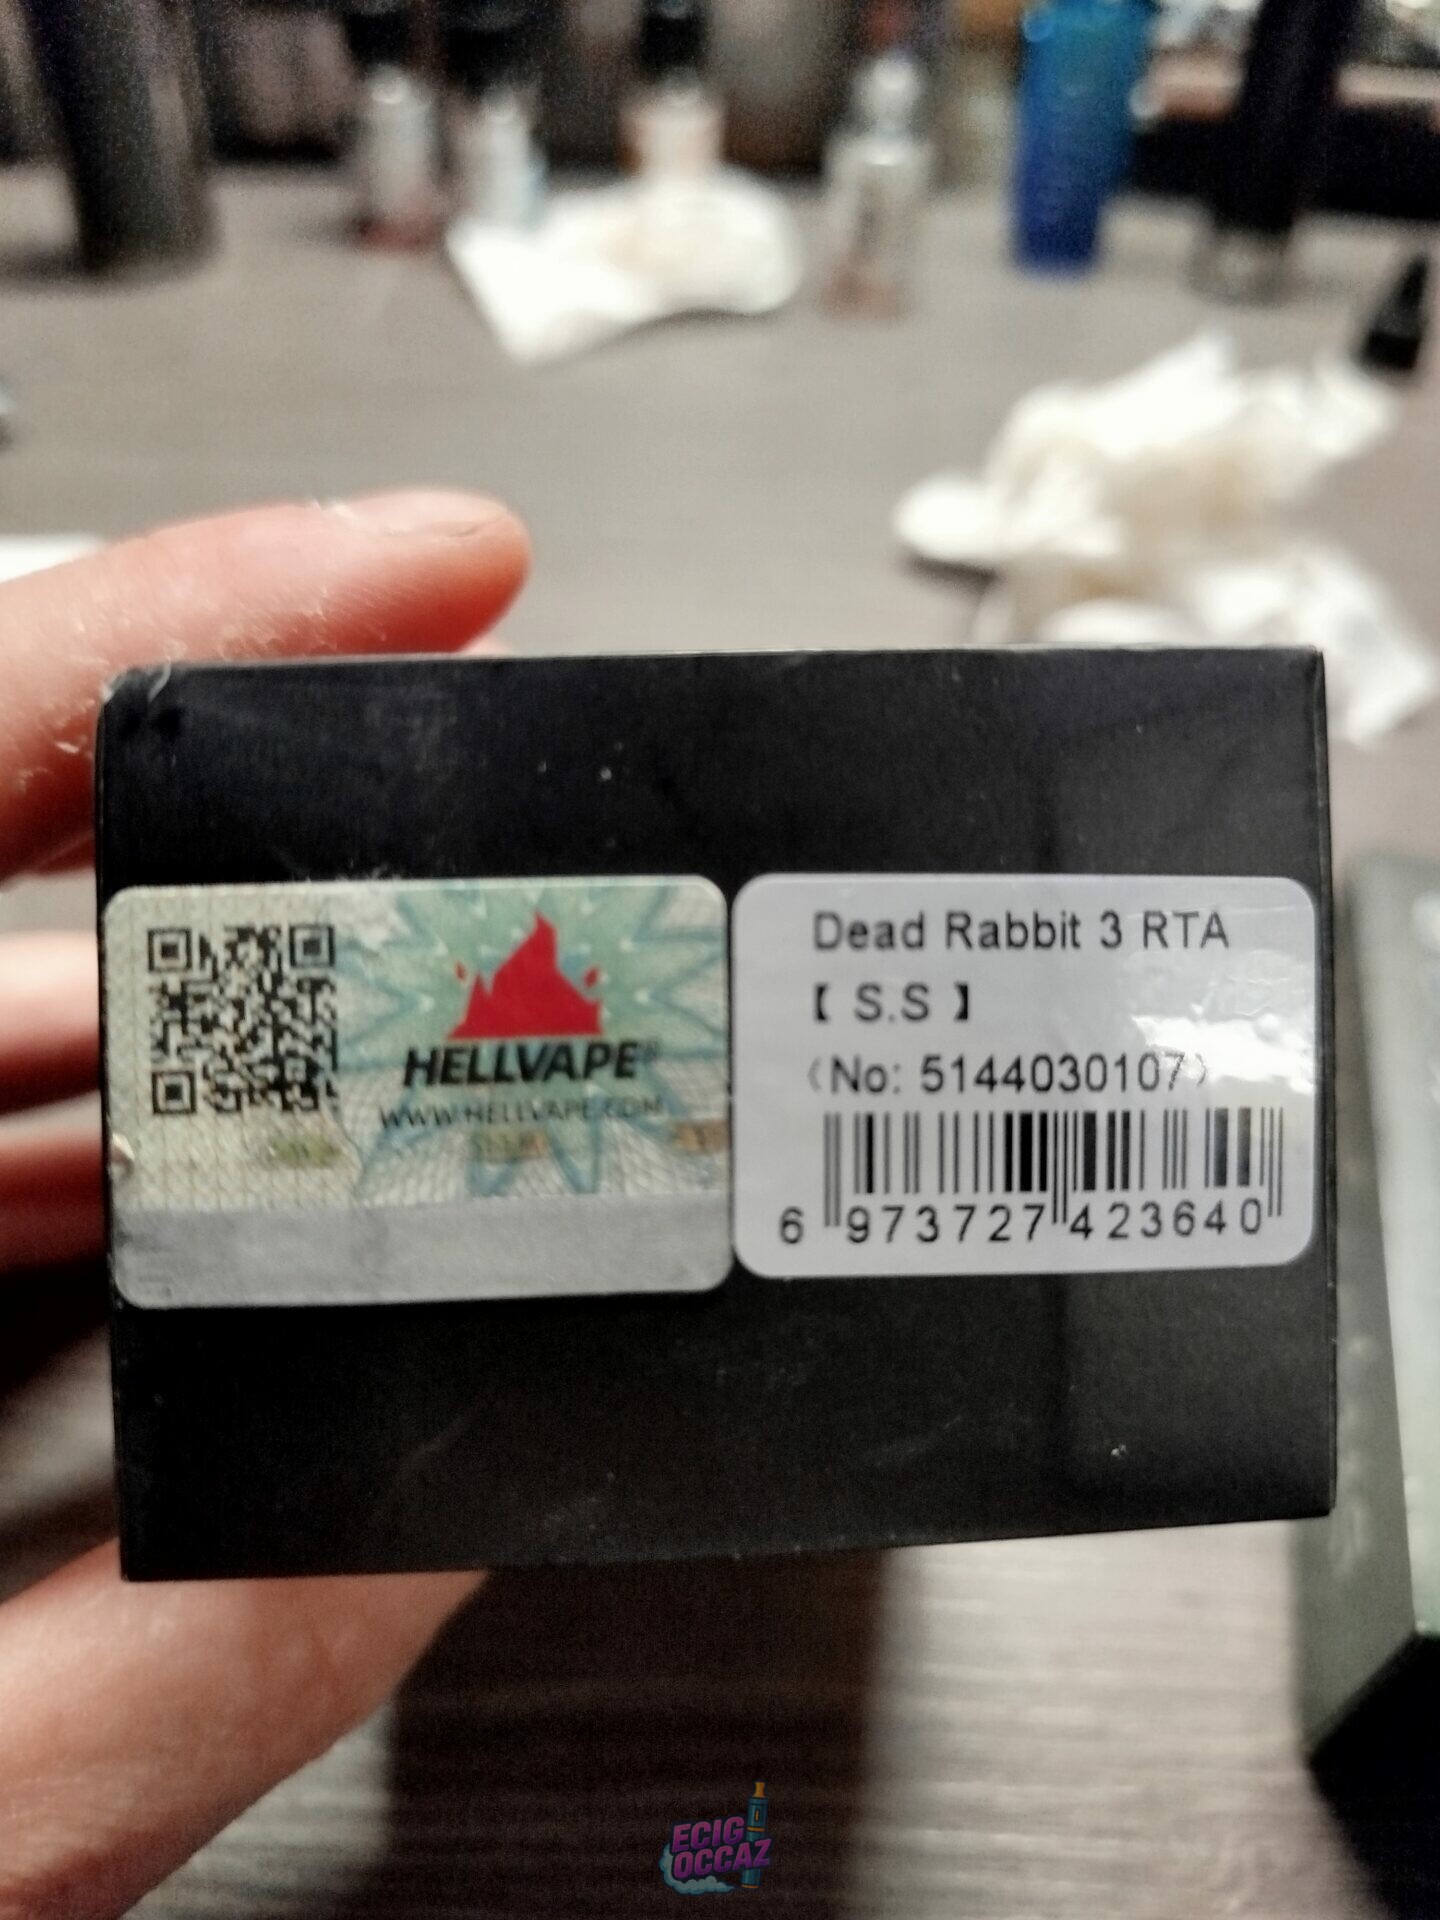 HELLVAPE®
WWW.HELLVAPE.COM
Dead Rabbit 3 RTA
【 S.S 】
(No: 5144030107)
6 973727 423640
ECIG
OCCAZ